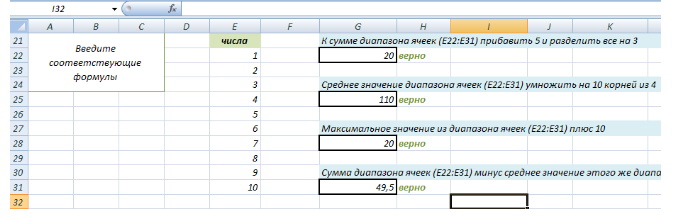 I32
fx
A B C D E F G H I J K
21 числа К сумме диапазона ячеек (E22:E31) прибавить 5 и разделить все на 3
Введите
соответствующие
формулы
22 1 20 верно
23 2
24 3 Среднее значение диапазона ячеек (E22:E31) умножить на 10 корней из 4
25 4 110 верно
26 5
27 6 Максимальное значение из диапазона ячеек (E22:E31) плюс 10
28 7 20 верно
29 8
30 9 Сумма диапазона ячеек (E22:E31) минус среднее значение этого же диапа
31 10 49,5 верно
32